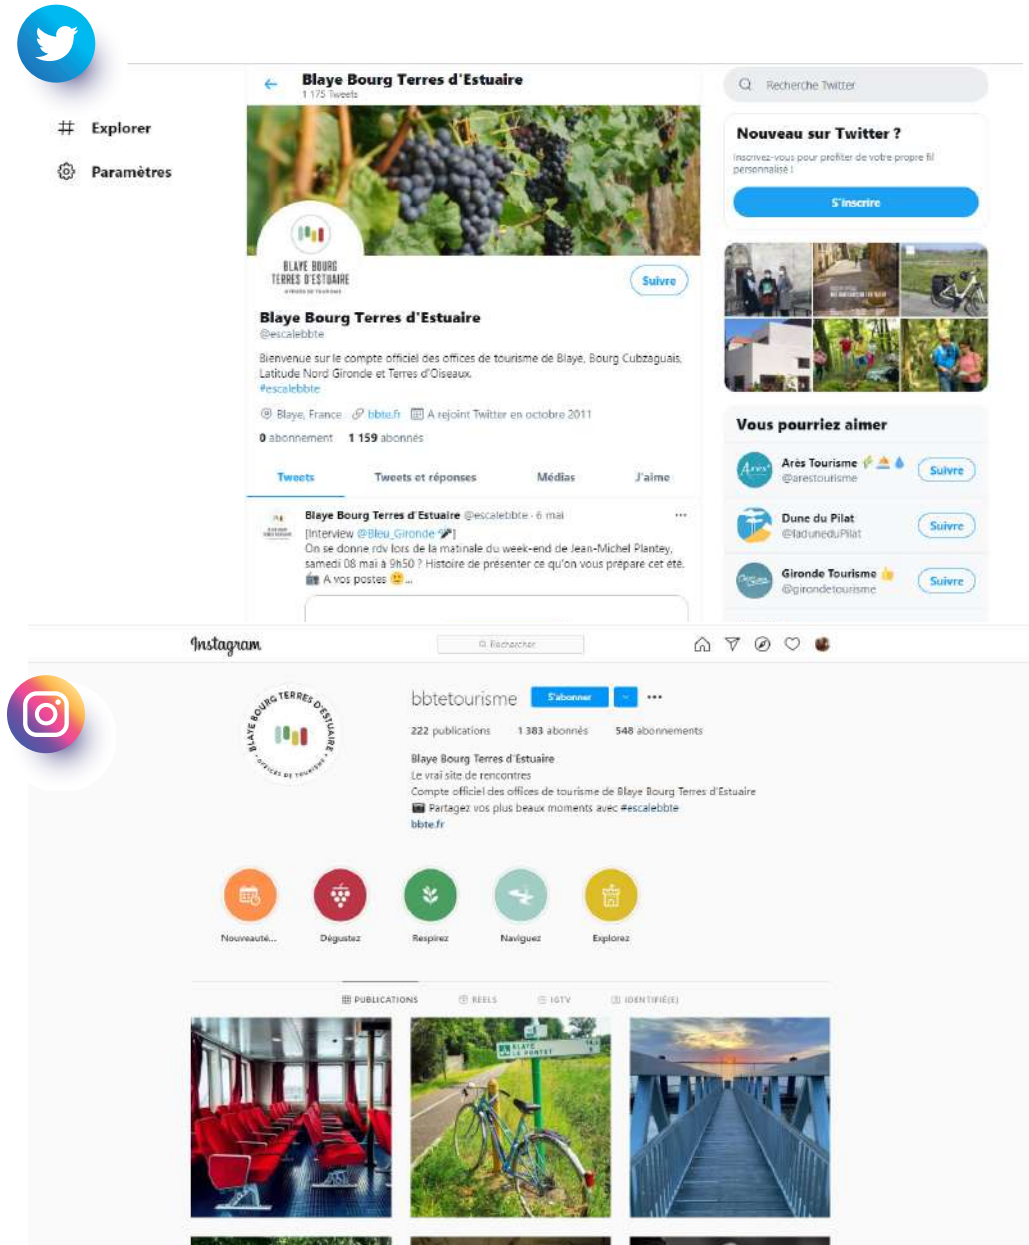 Blaye Bourg Terres d'Estuaire
1 175 Tweets
Recherche Twitter
Explorer
Paramètres
Nouveau sur Twitter ?
Inscrivez-vous pour profiter de votre propre fil
personnalisé !
S'inscrire
BLAYE BOURG
TERRES D'ESTUAIRE
OFFICES DE TOURISME
Suivre
Blaye Bourg Terres d'Estuaire
@escalebbte
Bienvenue sur le compte officiel des offices de tourisme de Blaye, Bourg Cubzaguais,
Latitude Nord Gironde et Terres d'Oiseaux.
#escalebbte
Blaye, France bbte.fr A rejoint Twitter en octobre 2011
0 abonnement 1 159 abonnés
Tweets Tweets et réponses Médias J'aime
Blaye Bourg Terres d'Estuaire @escalebbte · 6 mai
[Interview @Bleu_Gironde 🎤]
On se donne rdv lors de la matinale du week-end de Jean-Michel Plantey,
samedi 08 mai à 9h50 ? Histoire de présenter ce qu'on vous prépare cet été.
📻 A vos postes 🙂 ...
Vous pourriez aimer
Arès Tourisme
@arestourisme
Suivre
Dune du Pilat
@laduneduPilat
Suivre
Gironde Tourisme 👍
@girondetourisme
Suivre
Instagram
Rechercher
BLAYE BOURG TERRES D'ESTUAIRE
• OFFICES DE TOURISME •
bbtetourisme S'abonner
222 publications 1 383 abonnés 548 abonnements
Blaye Bourg Terres d'Estuaire
Le vrai site de rencontres
Compte officiel des offices de tourisme de Blaye Bourg Terres d'Estuaire
📷 Partagez vos plus beaux moments avec #escalebbte
bbte.fr
Nouveauté... Dégustez Respirez Naviguez Explorez
PUBLICATIONS REELS IGTV IDENTIFIÉ(E)
BLAYE
LE PONTET